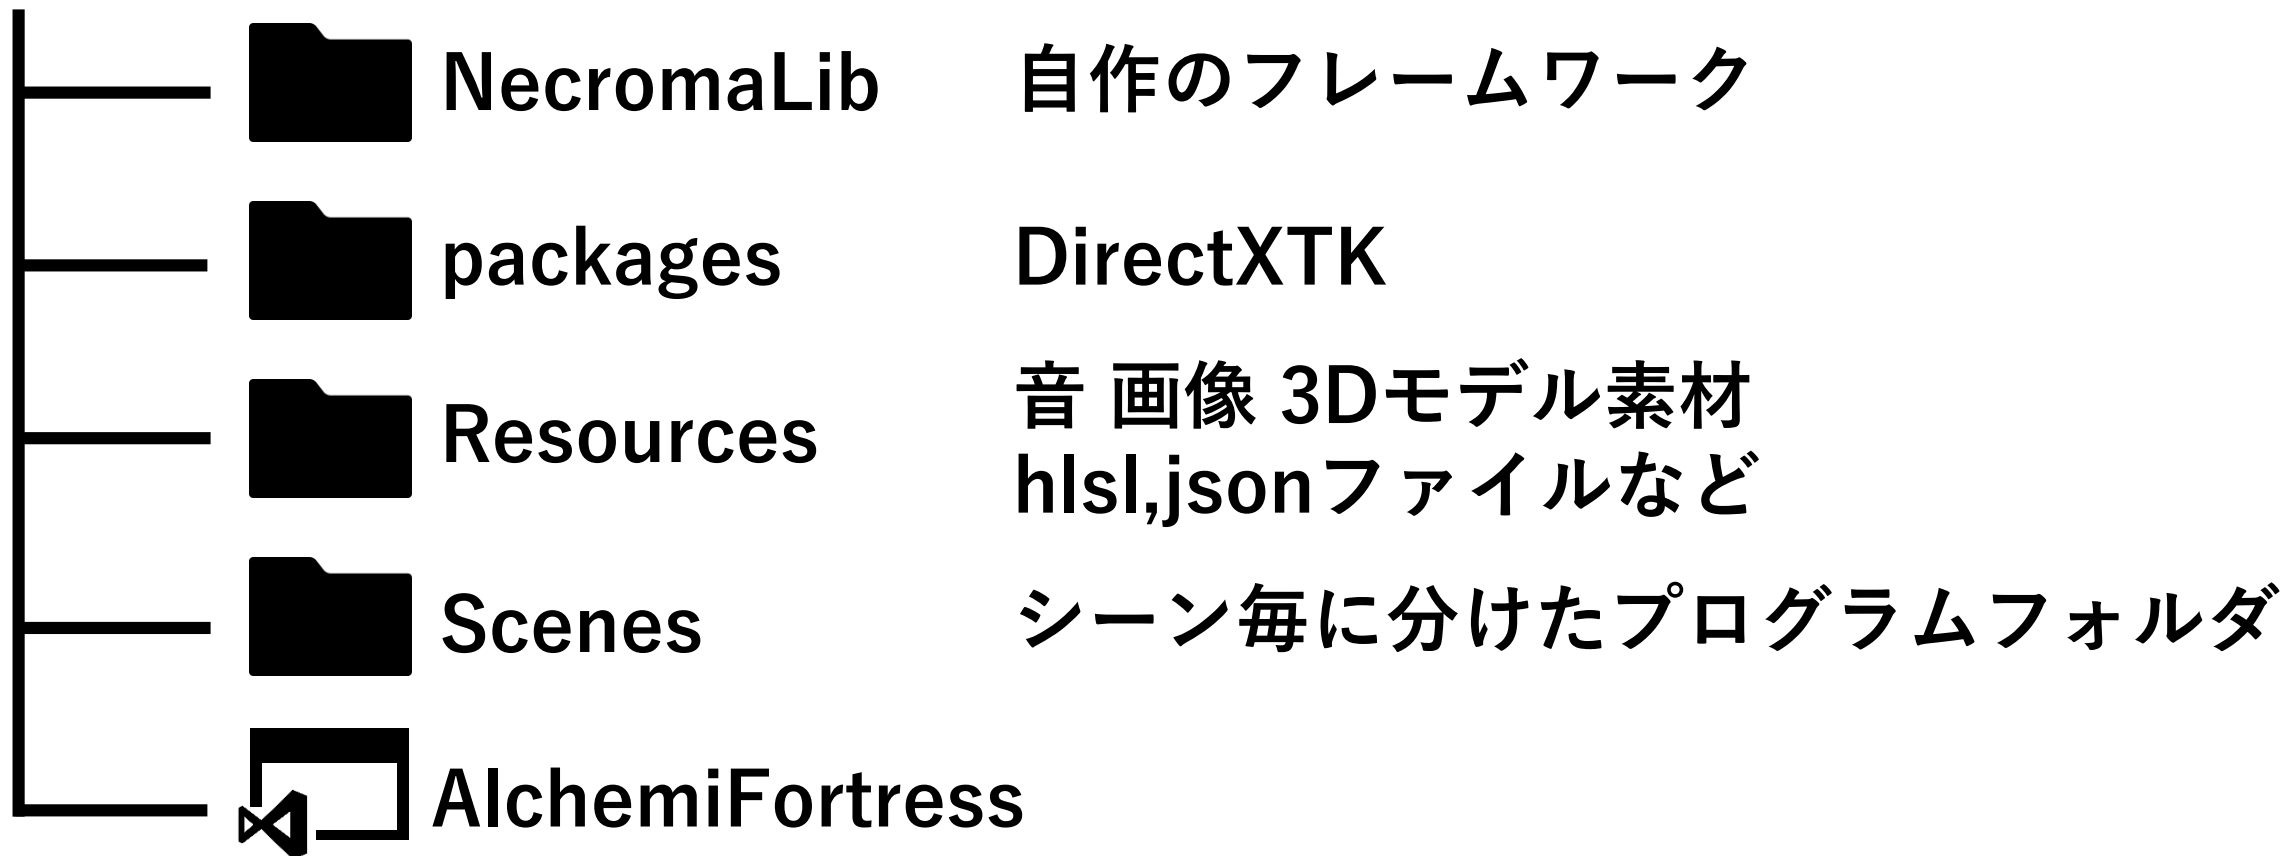 NecromaLib 自作のフレームワーク
packages DirectXTK
Resources 音 画像 3Dモデル素材
hlsl,jsonファイルなど
Scenes シーン毎に分けたプログラムフォルダ
AlchemiFortress